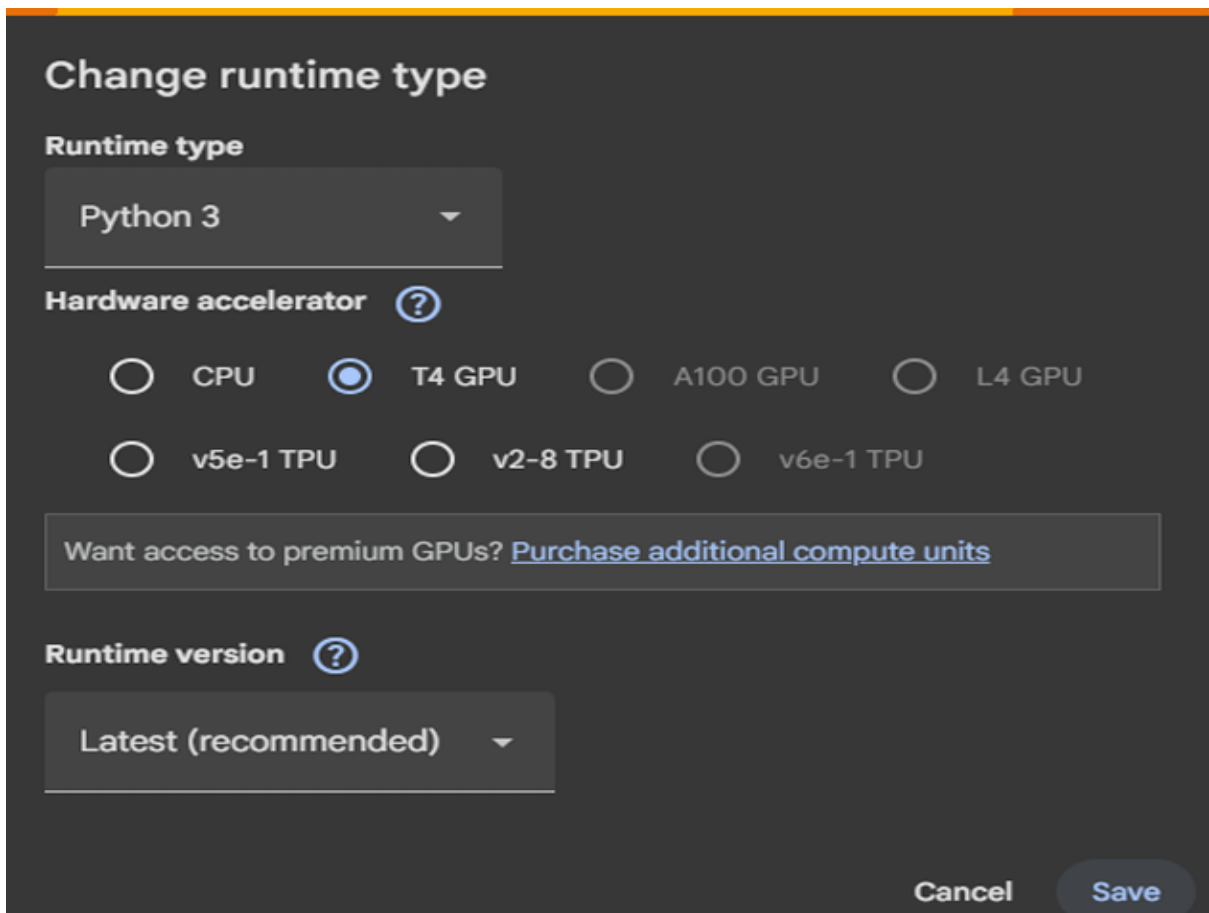 Change runtime type
Runtime type
Python 3
Hardware accelerator ?
CPU T4 GPU A100 GPU L4 GPU
v5e-1 TPU v2-8 TPU v6e-1 TPU
Want access to premium GPUs? Purchase additional compute units
Runtime version ?
Latest (recommended)
Cancel Save